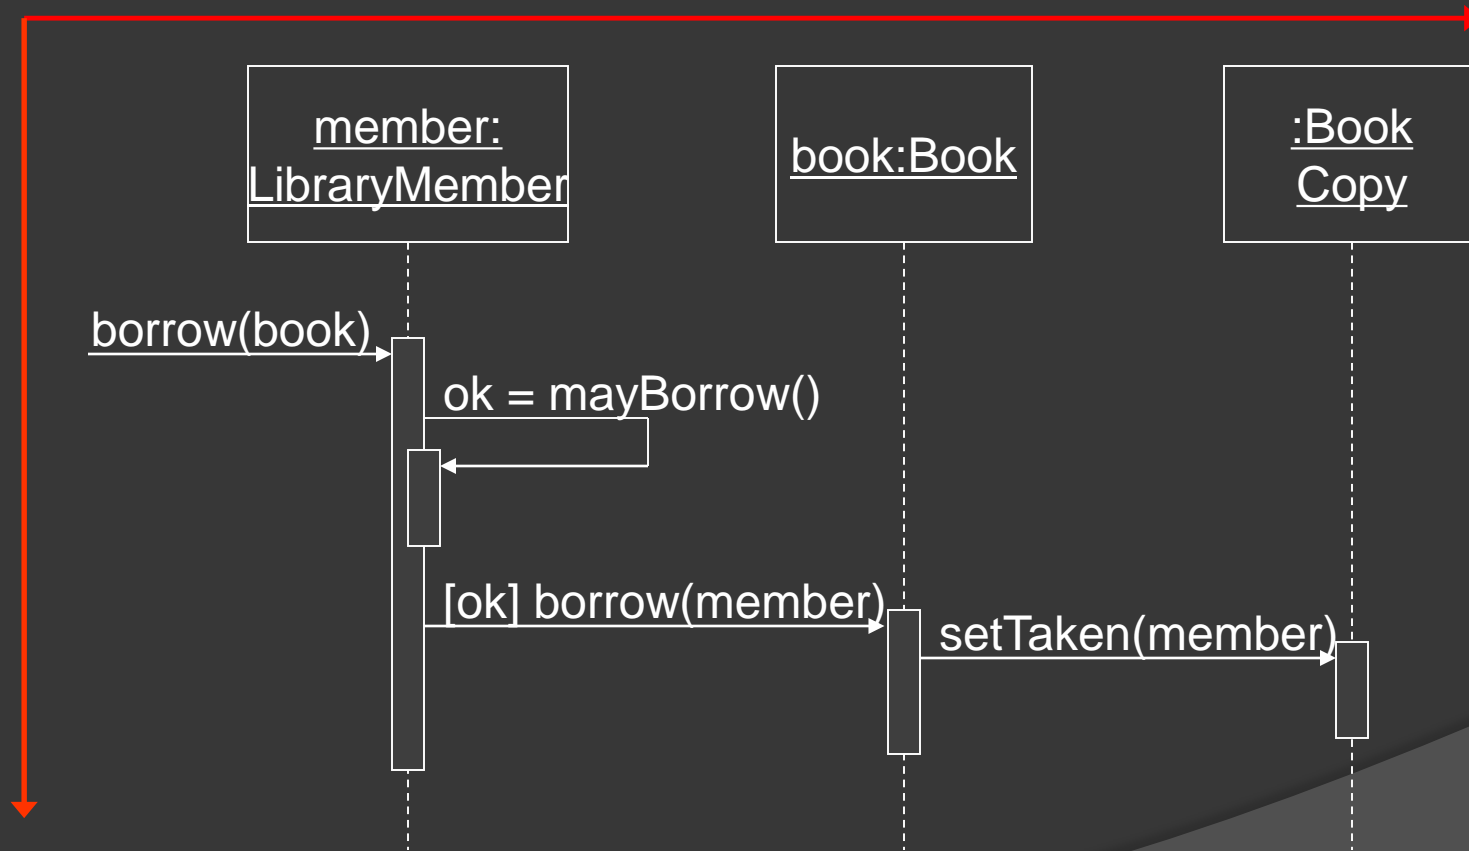 member:
LibraryMember
book:Book
:Book
Copy
borrow(book)
ok = mayBorrow()
[ok] borrow(member)
setTaken(member)